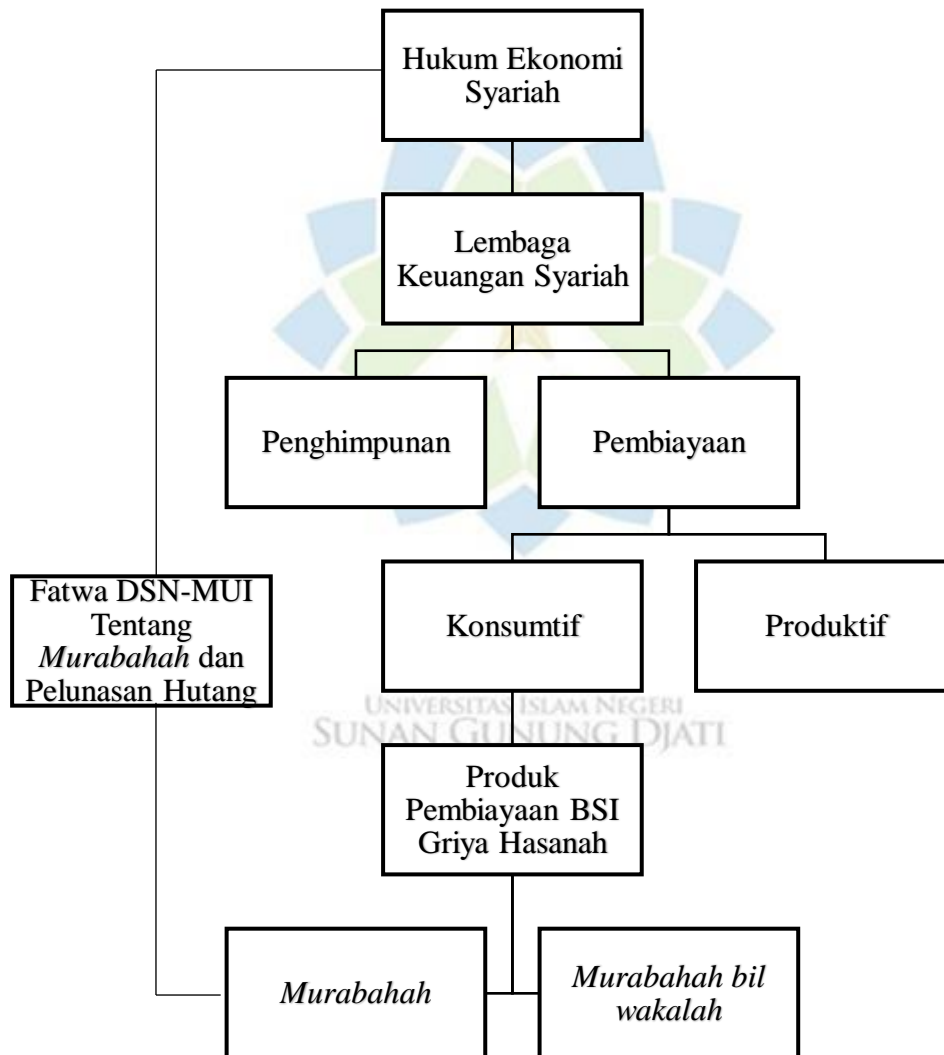 Hukum Ekonomi
Syariah
Lembaga
Keuangan Syariah
Penghimpunan
Pembiayaan
Fatwa DSN-MUI
Tentang
Murabahah dan
Pelunasan Hutang
Konsumtif
Produktif
UNIVERSITAS ISLAM NEGERI
SUNAN GUNUNG DJATI
Produk
Pembiayaan BSI
Griya Hasanah
Murabahah
Murabahah bil
wakalah